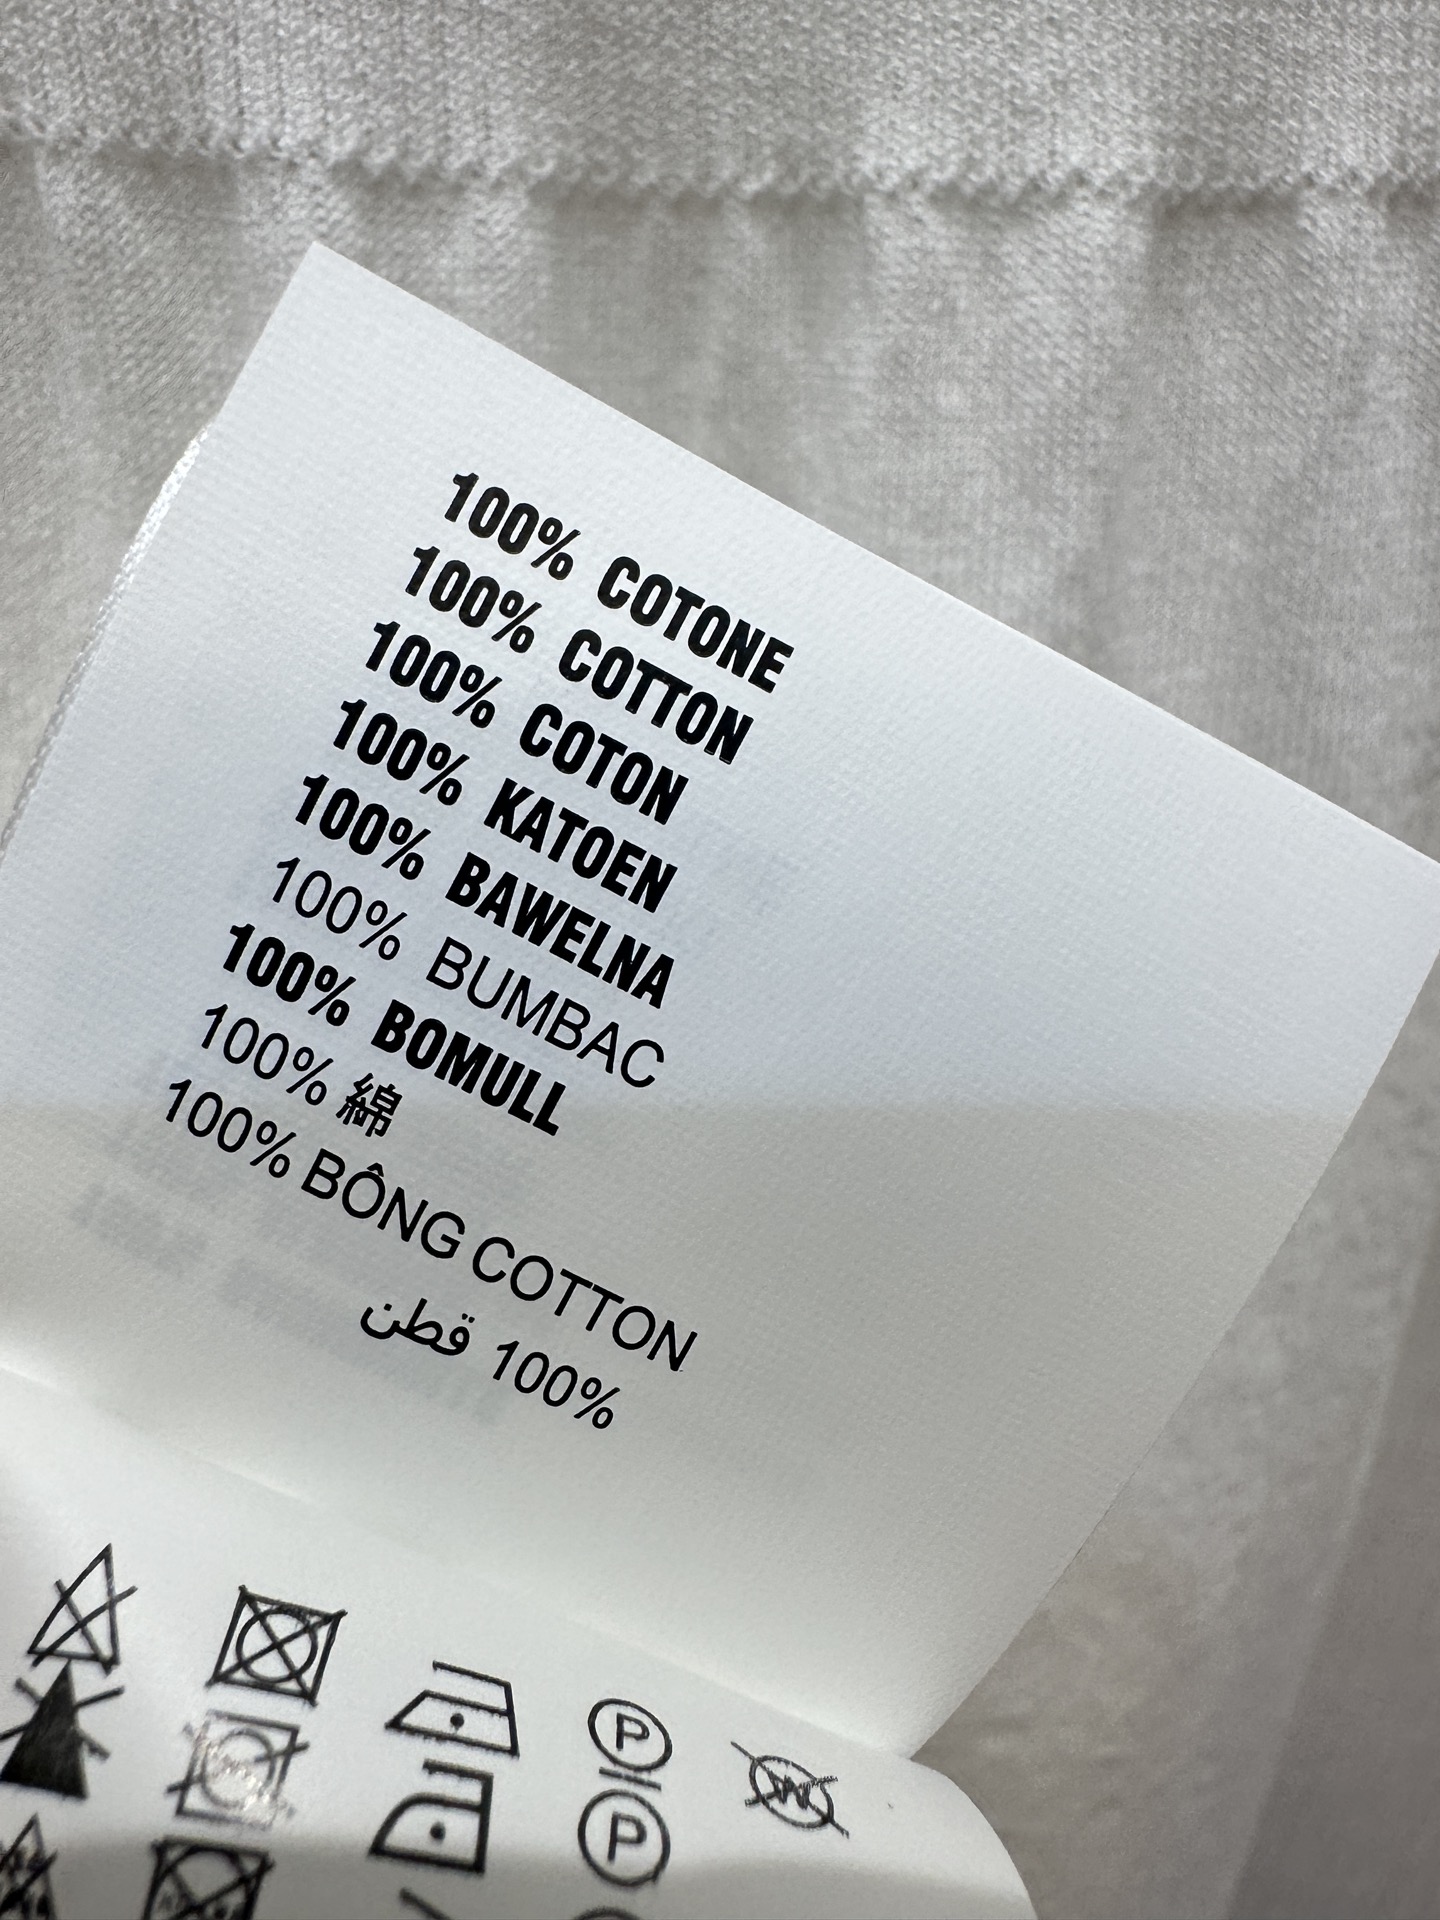 100% COTONE
100% COTTON
100% COTON
100% KATOEN
100% BAWELNA
100% BUMBAC
100% BOMULL
100% 綿
100% BÔNG COTTON
100% قطن
P
W
P